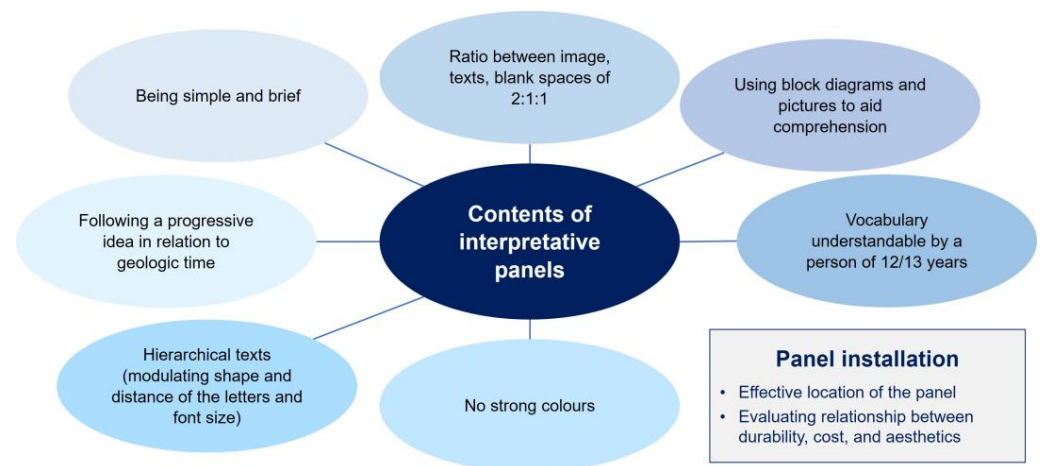 Ratio between image,
texts, blank spaces of
2:1:1
Being simple and brief
Using block diagrams and
pictures to aid
comprehension
Contents of
interpretative
panels
Following a progressive
idea in relation to
geologic time
Vocabulary
understandable by a
person of 12/13 years
Hierarchical texts
(modulating shape and
distance of the letters and
font size)
No strong colours
Panel installation
• Effective location of the panel
• Evaluating relationship between
durability, cost, and aesthetics